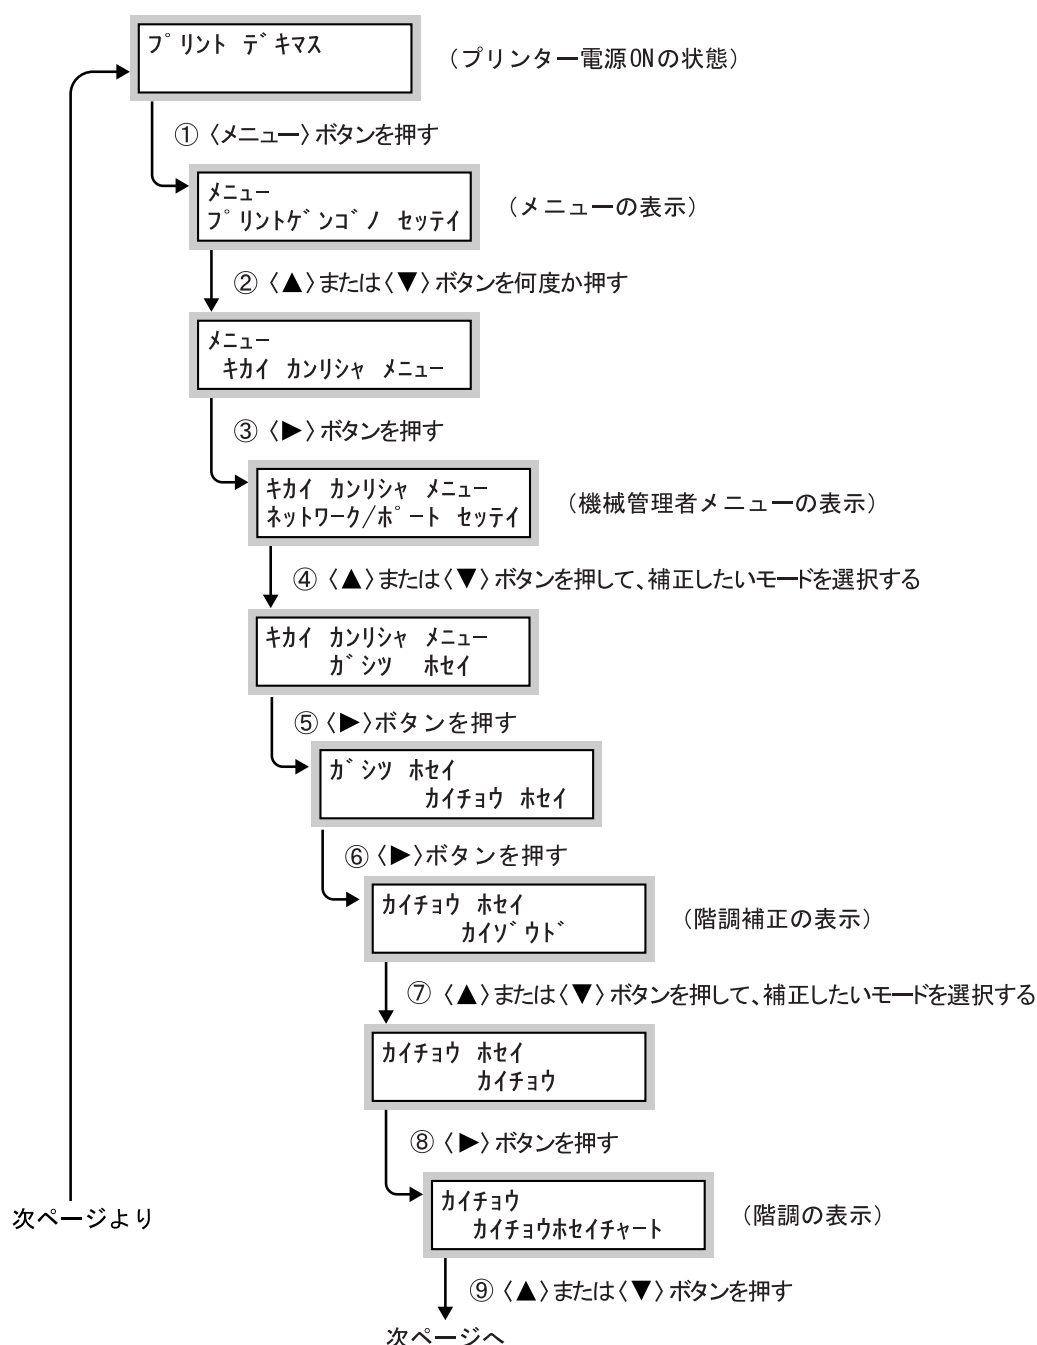 ﾌﾟﾘﾝﾄ ﾃﾞｷﾏｽ
（プリンター電源ONの状態）
① 〈メニュー〉ボタンを押す
ﾒﾆｭｰ
ﾌﾟﾘﾝﾄｹﾞﾝｺﾞﾉ ｾｯﾃｲ
（メニューの表示）
② 〈▲〉または〈▼〉ボタンを何度か押す
ﾒﾆｭｰ
ｷｶｲ ｶﾝﾘｼｬ ﾒﾆｭｰ
③ 〈▶〉ボタンを押す
ｷｶｲ ｶﾝﾘｼｬ ﾒﾆｭｰ
ﾈｯﾄﾜｰｸ/ﾎﾟｰﾄ ｾｯﾃｲ
（機械管理者メニューの表示）
④ 〈▲〉または〈▼〉ボタンを押して、補正したいモードを選択する
ｷｶｲ ｶﾝﾘｼｬ ﾒﾆｭｰ
ｶﾞｼﾂ ﾎｾｲ
⑤ 〈▶〉ボタンを押す
ｶﾞｼﾂ ﾎｾｲ
ｶｲﾁｮｳ ﾎｾｲ
⑥ 〈▶〉ボタンを押す
ｶｲﾁｮｳ ﾎｾｲ
ｶｲｿﾞｳﾄﾞ
（階調補正の表示）
⑦ 〈▲〉または〈▼〉ボタンを押して、補正したいモードを選択する
ｶｲﾁｮｳ ﾎｾｲ
ｶｲﾁｮｳ
⑧ 〈▶〉ボタンを押す
ｶｲﾁｮｳ
ｶｲﾁｮｳﾎｾｲﾁｬｰﾄ
（階調の表示）
次ページより
⑨ 〈▲〉または〈▼〉ボタンを押す
次ページへ